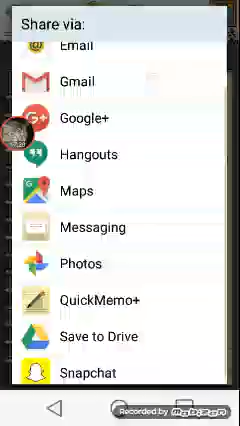 Share via:
Email
Gmail
Google+
Hangouts
Maps
Messaging
Photos
QuickMemo+
Save to Drive
Snapchat
Recorded by